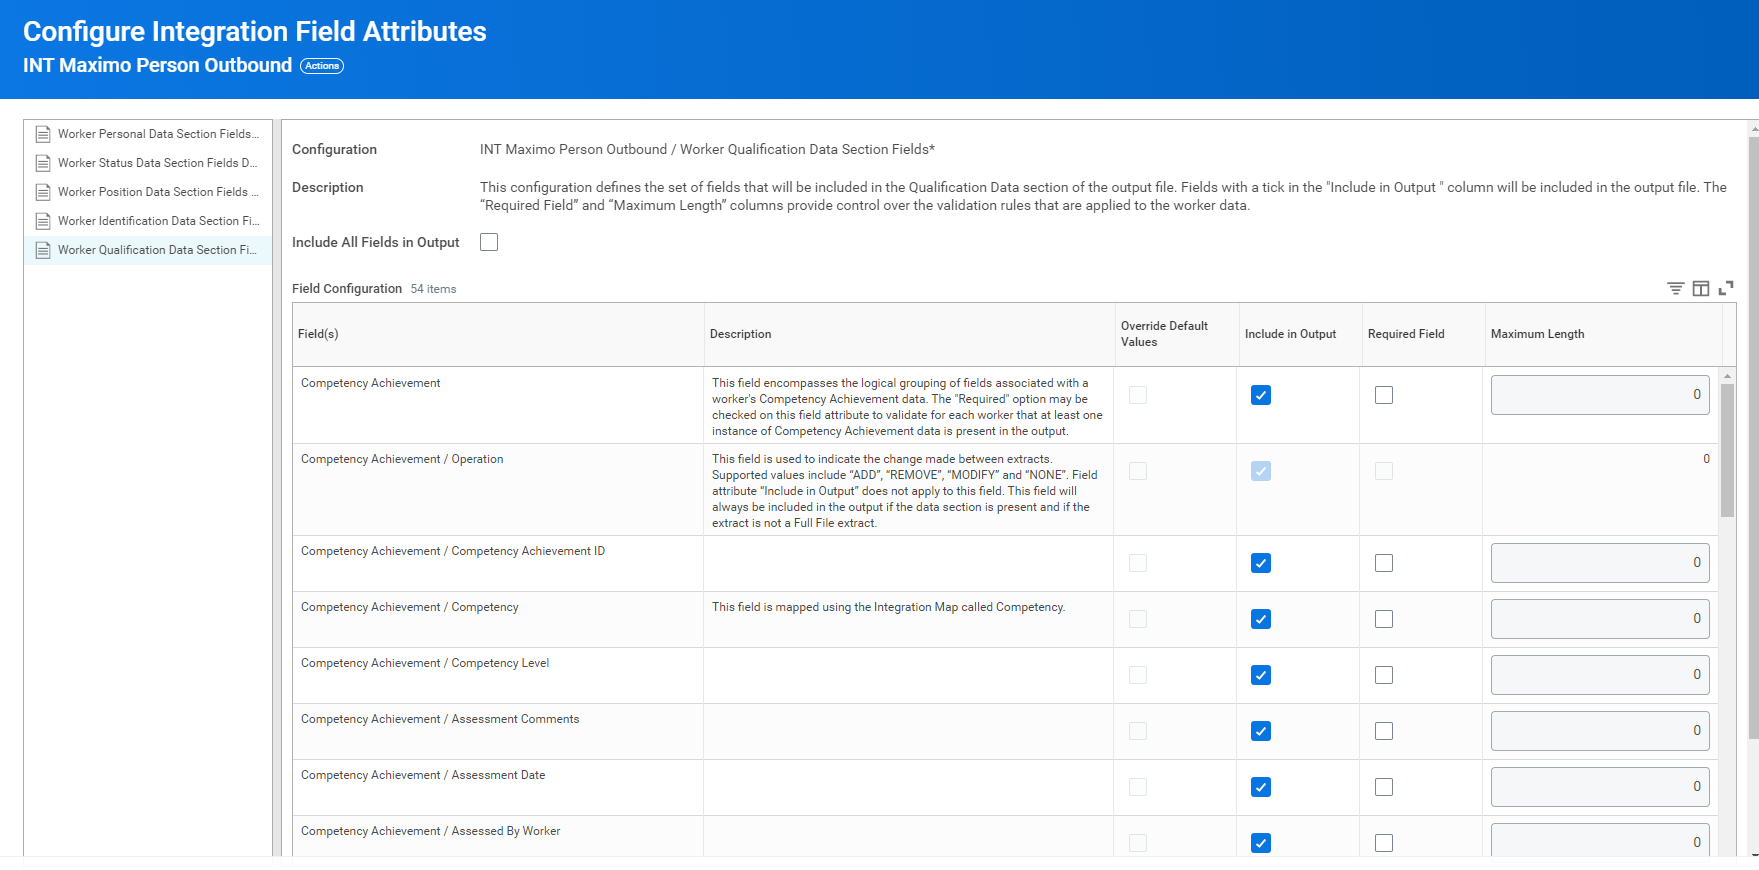 Configure Integration Field Attributes
INT Maximo Person Outbound Actions
Worker Personal Data Section Fields...
Worker Status Data Section Fields D...
Worker Position Data Section Fields ...
Worker Identification Data Section Fi...
Worker Qualification Data Section Fi...
Configuration INT Maximo Person Outbound / Worker Qualification Data Section Fields*
Description This configuration defines the set of fields that will be included in the Qualification Data section of the output file. Fields with a tick in the "Include in Output " column will be included in the output file. The
“Required Field” and “Maximum Length” columns provide control over the validation rules that are applied to the worker data.
Include All Fields in Output
Field Configuration 54 items
Field(s) Description Override Default Values Include in Output Required Field Maximum Length
Competency Achievement
This field encompasses the logical grouping of fields associated with a
worker's Competency Achievement data. The "Required" option may be
checked on this field attribute to validate for each worker that at least one
instance of Competency Achievement data is present in the output.
0
Competency Achievement / Operation
This field is used to indicate the change made between extracts.
Supported values include “ADD”, “REMOVE”, “MODIFY” and “NONE”. Field
attribute “Include in Output” does not apply to this field. This field will
always be included in the output if the data section is present and if the
extract is not a Full File extract.
0
Competency Achievement / Competency Achievement ID
0
Competency Achievement / Competency
This field is mapped using the Integration Map called Competency.
0
Competency Achievement / Competency Level
0
Competency Achievement / Assessment Comments
0
Competency Achievement / Assessment Date
0
Competency Achievement / Assessed By Worker
0